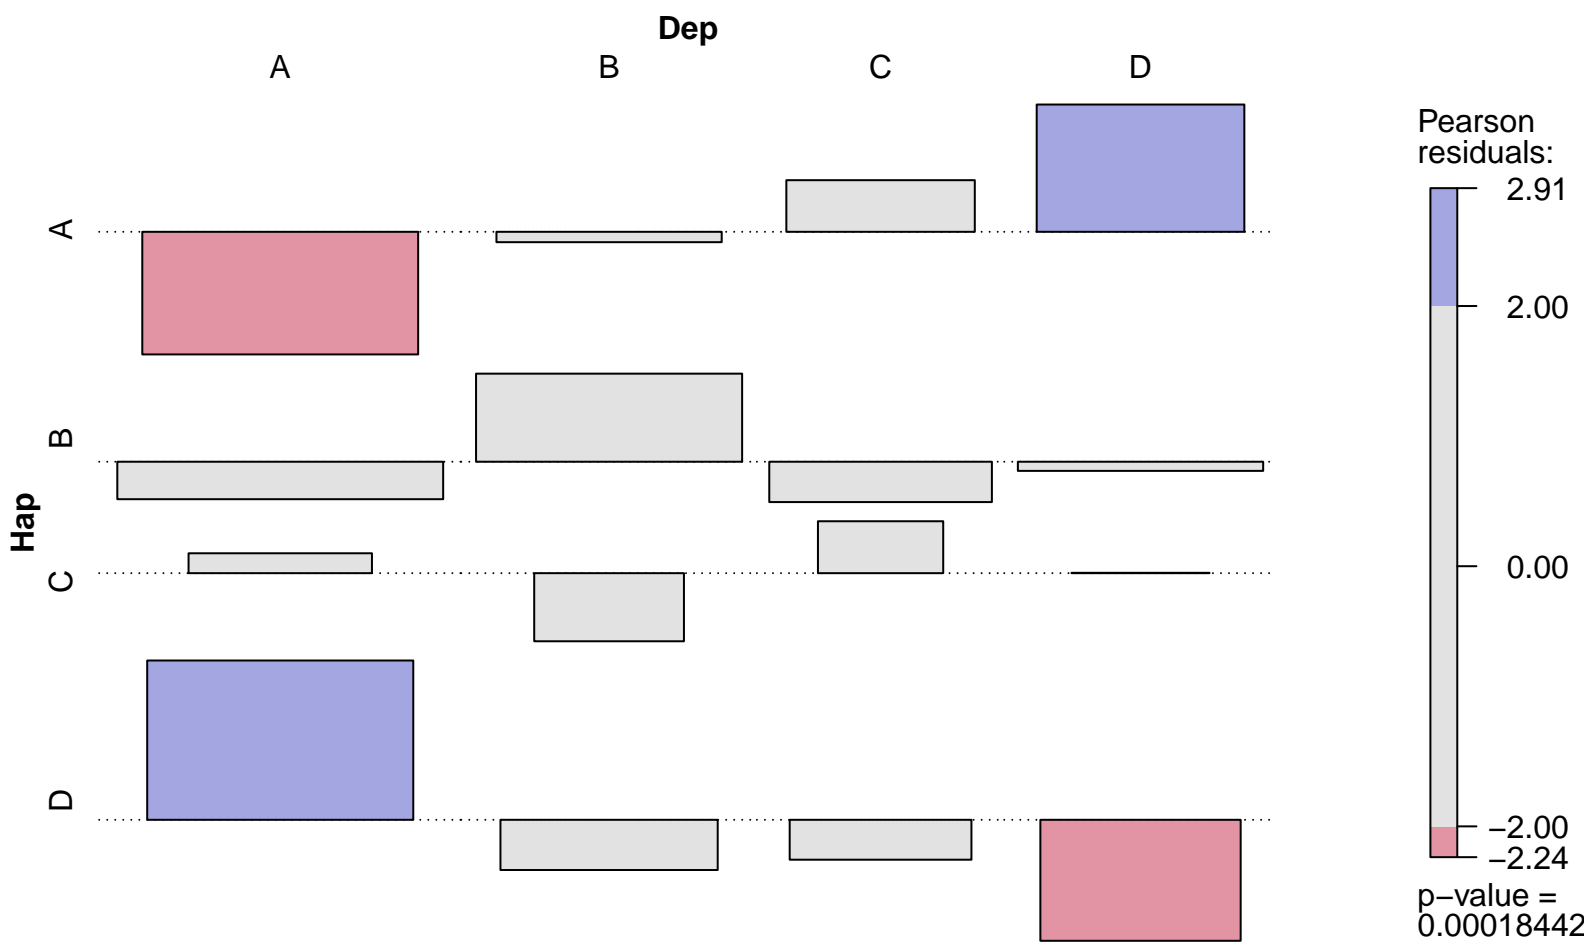 Dep
A B C D
Hap
A
B
C
D
Pearson
residuals:
2.91
2.00
0.00
−2.00
−2.24
p−value =
0.00018442